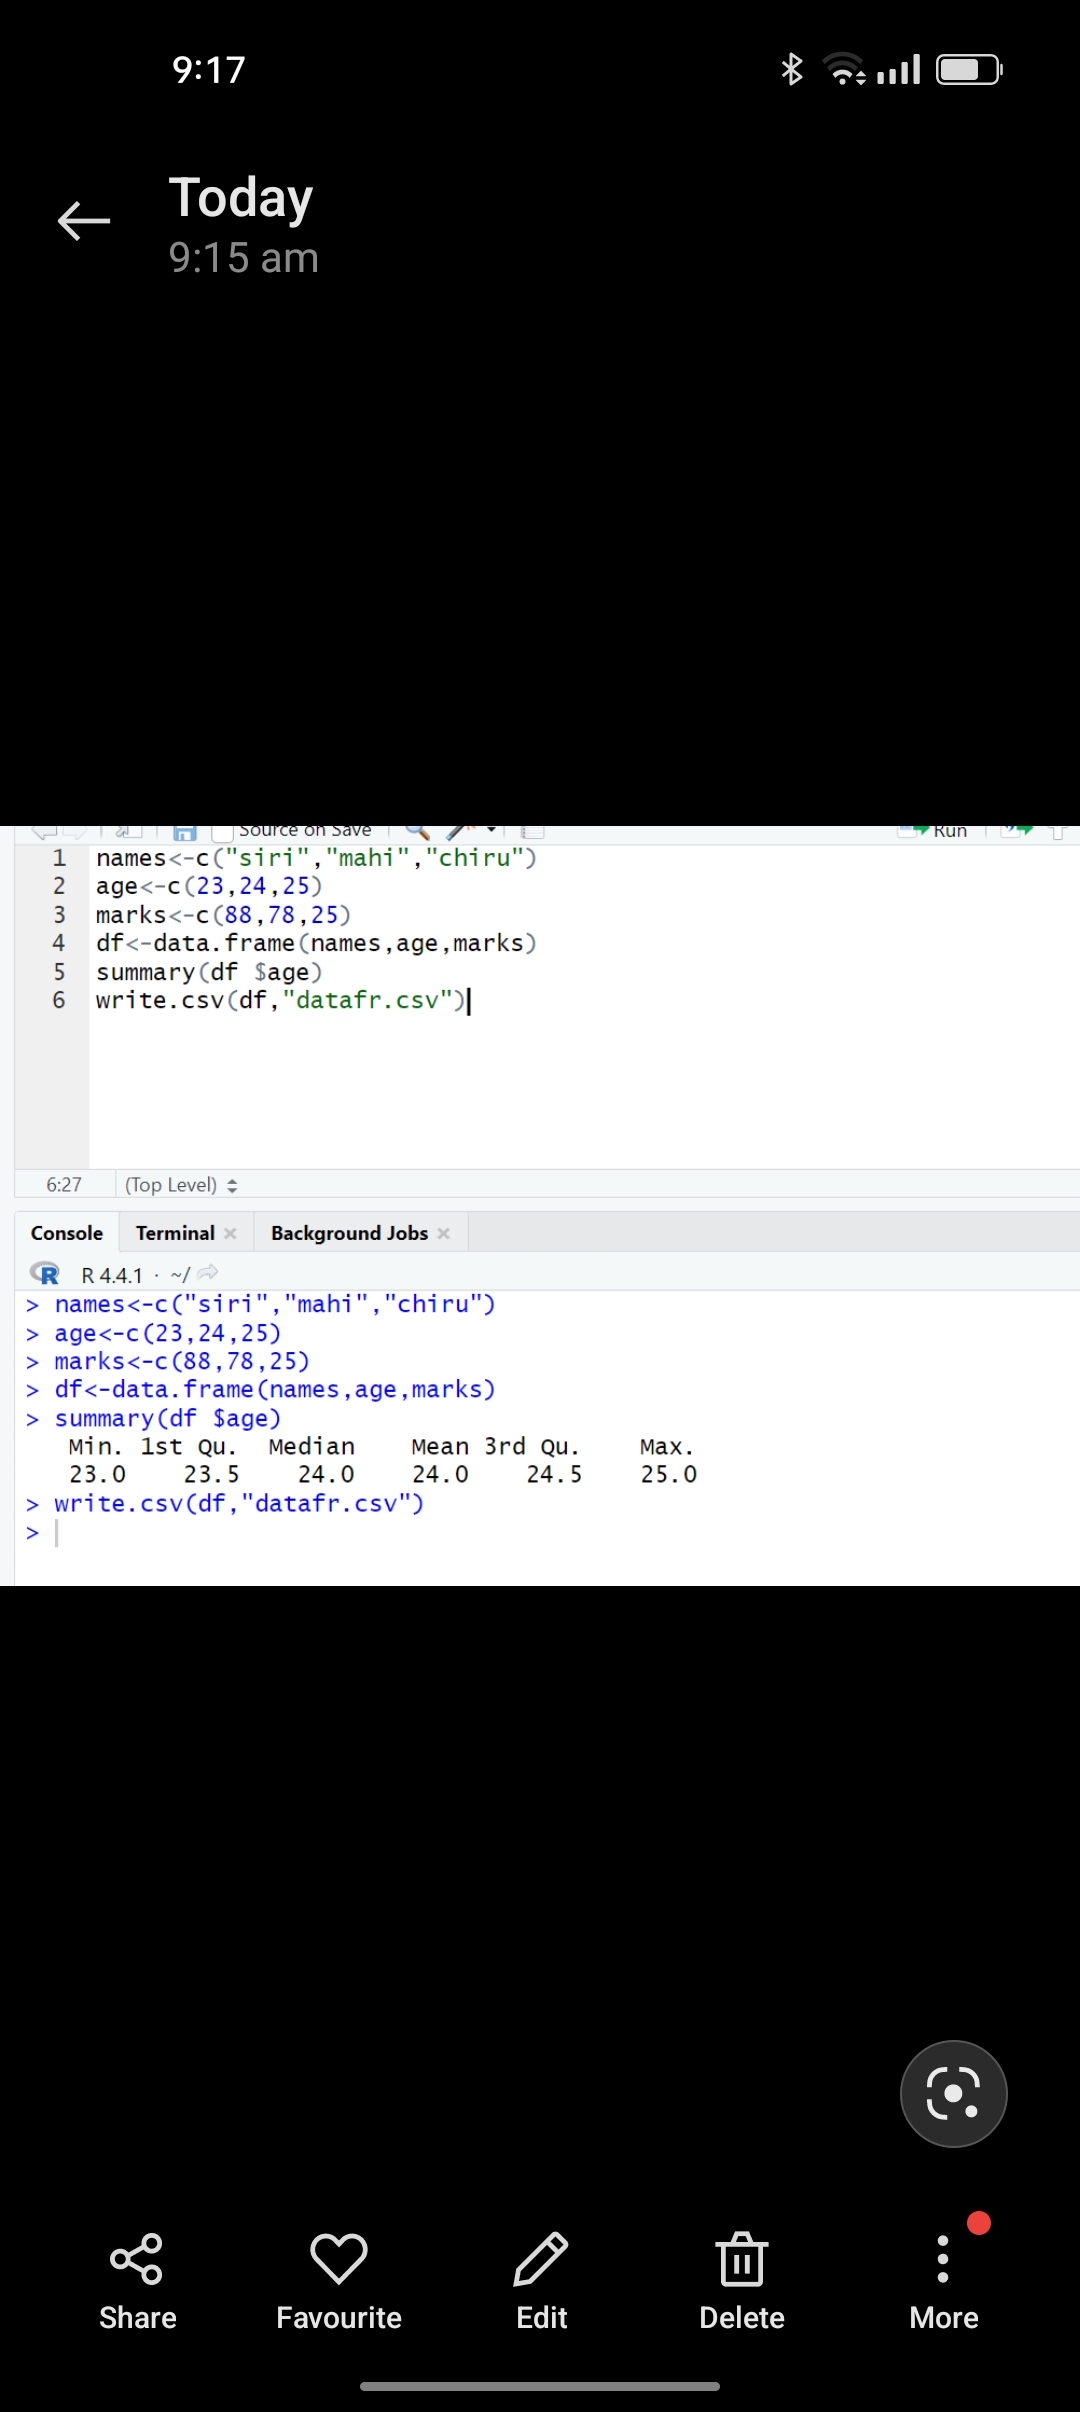 9:17
Today
9:15 am
Source on Save
Run
1 names<-c("siri","mahi","chiru")
2 age<-c(23,24,25)
3 marks<-c(88,78,25)
4 df<-data.frame(names,age,marks)
5 summary(df $age)
6 write.csv(df,"datafr.csv")
6:27 (Top Level)
Console Terminal Background Jobs
R R 4.4.1 · ~/
> names<-c("siri","mahi","chiru")
> age<-c(23,24,25)
> marks<-c(88,78,25)
> df<-data.frame(names,age,marks)
> summary(df $age)
Min. 1st Qu. Median Mean 3rd Qu. Max.
23.0 23.5 24.0 24.0 24.5 25.0
> write.csv(df,"datafr.csv")
>
Share Favourite Edit Delete More